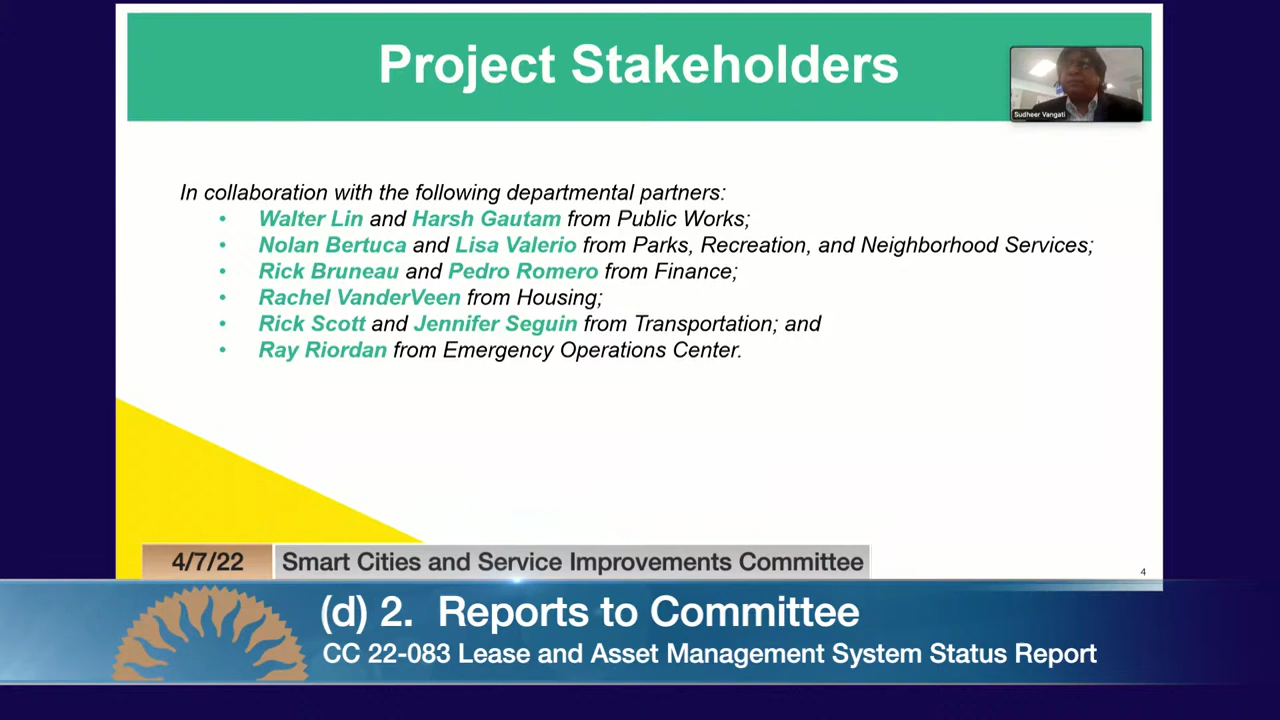 Project Stakeholders
Sudheer Vangati
In collaboration with the following departmental partners:
• Walter Lin and Harsh Gautam from Public Works;
• Nolan Bertuca and Lisa Valerio from Parks, Recreation, and Neighborhood Services;
• Rick Bruneau and Pedro Romero from Finance;
• Rachel VanderVeen from Housing;
• Rick Scott and Jennifer Seguin from Transportation; and
• Ray Riordan from Emergency Operations Center.
4/7/22 Smart Cities and Service Improvements Committee
4
(d) 2. Reports to Committee
CC 22-083 Lease and Asset Management System Status Report